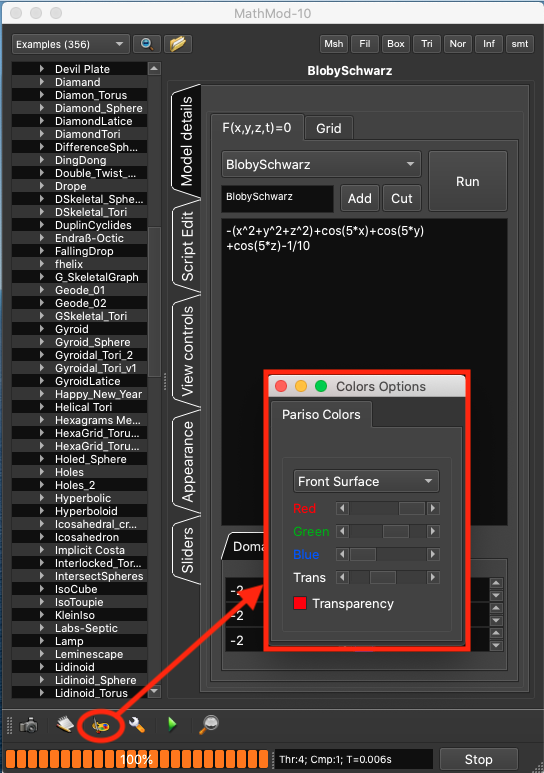 MathMod-10
Examples (356)
Msh
Fil
Box
Tri
Nor
Inf
smt
Devil Plate
Diamand
Diamon_Torus
Diamond_Sphere
DiamondLattice
DiamondTori
DifferenceSph...
DingDong
Double_Twist_...
Drope
DSkeletal_Sphe...
DSkeletal_Tori
DuplinCyclides
Endraß-Octic
FallingDrop
fhelix
G_SkeletalGraph
Geode_01
Geode_02
GSkeletal_Tori
Gyroid
Gyroid_Sphere
Gyroidal_Tori_2
Gyroidal_Tori_v1
GyroidLattice
Happy_New_Year
Helical Tori
Hexagrams Me...
HexaGrid_Toru...
HexaGrid_Toru...
Holed_Sphere
Holes
Holes_2
Hyperbolic
Hyperboloid
Icosahedral_cr...
Icosahedron
Implicit Costa
Interlocked_Tor...
IntersectSpheres
IsoCube
IsoToupie
KleinIso
Labs-Septic
Lamp
Leminescape
Lidinoid
Lidinoid_Sphere
Lidinoid_Torus
Model details
Script Edit
View controls
Appearance
Sliders
BlobySchwarz
F(x,y,z,t)=0
Grid
BlobySchwarz
Run
BlobySchwarz
Add
Cut
-(x^2+y^2+z^2)+cos(5*x)+cos(5*y)
+cos(5*z)-1/10
Doma
-2
-2
-2
Colors Options
Pariso Colors
Front Surface
Red
Green
Blue
Trans
Transparency
100%
Thr:4; Cmp:1; T=0.006s
Stop